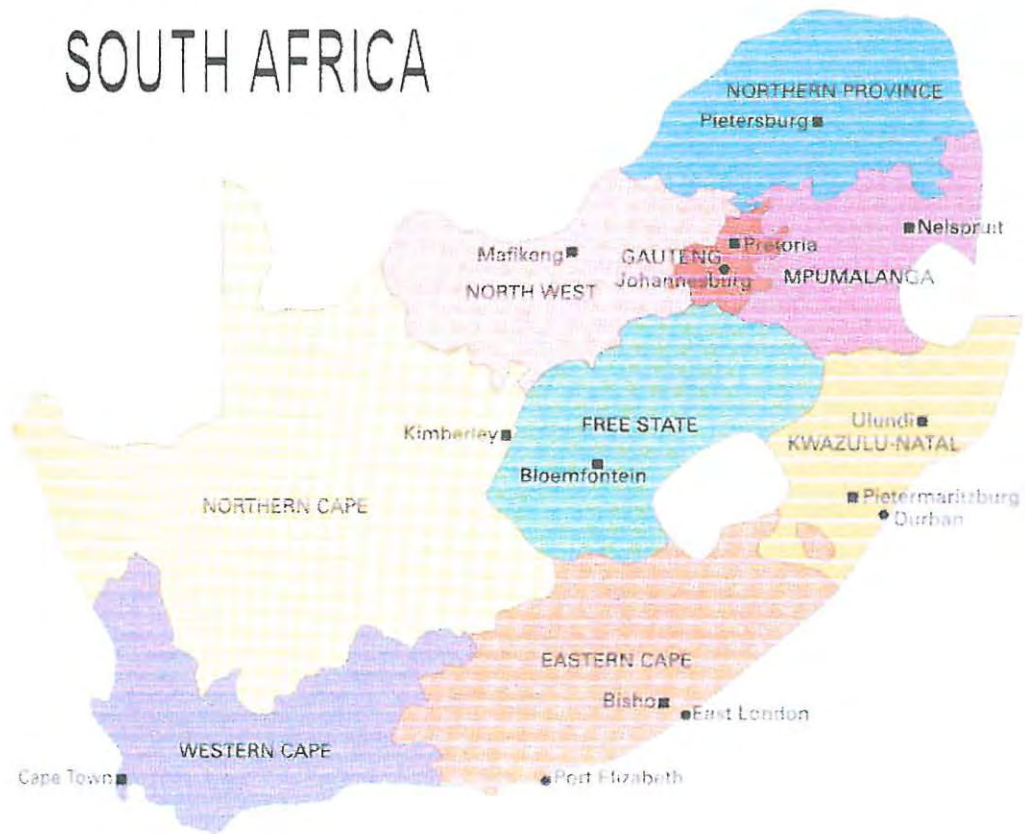 SOUTH AFRICA
NORTHERN PROVINCE
Pietersburg
Nelspruit
Pretoria
Mafikeng
GAUTENG
Johannesburg
MPUMALANGA
NORTH WEST
Ulundi
FREE STATE
Kimberley
KWAZULU-NATAL
Bloemfontein
Pietermaritzburg
NORTHERN CAPE
Durban
EASTERN CAPE
Bisho
East London
WESTERN CAPE
Cape Town
Port Elizabeth